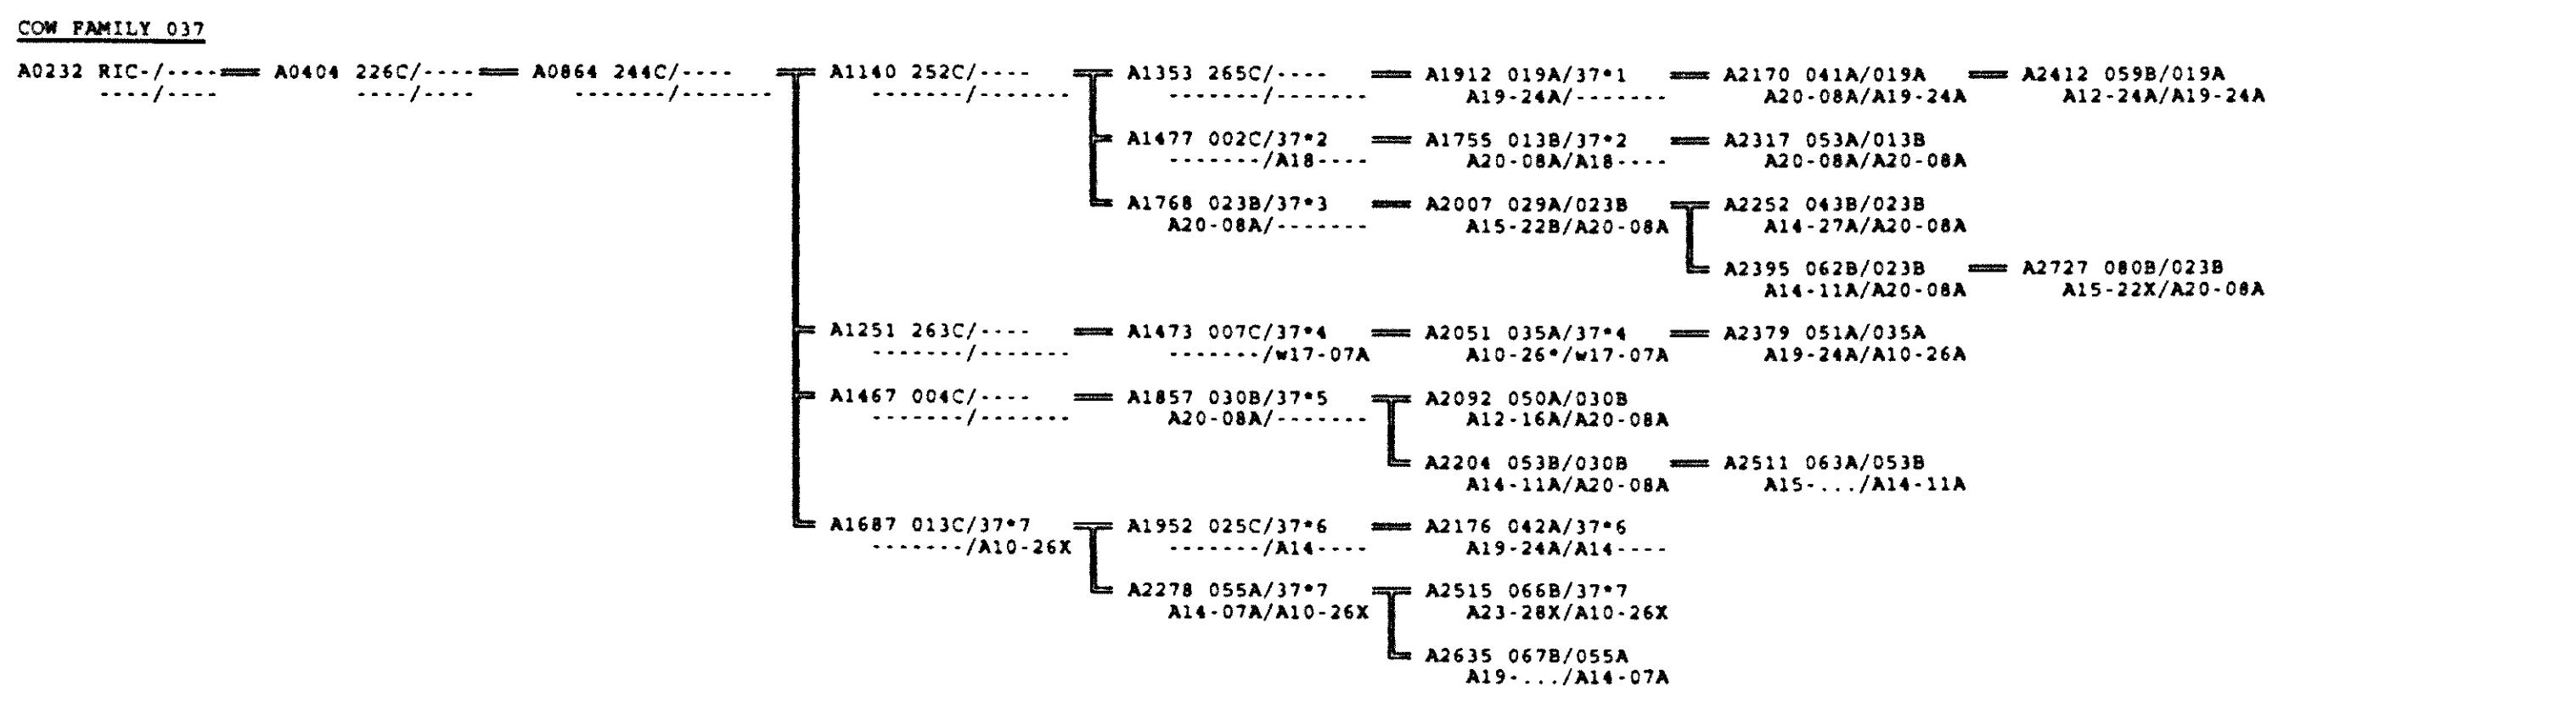 COW FAMILY 037
A0232 RIC-/---- A0404 226C/---- A0864 244C/---- A1140 252C/---- A1353 265C/---- A1912 019A/37*1 A2170 041A/019A A2412 059B/019A
----/---- ----/---- -------/------- -------/------- -------/------- A19-24A/------- A20-08A/A19-24A A12-24A/A19-24A
A1477 002C/37*2 A1755 013B/37*2 A2317 053A/013B
-------/A18---- A20-08A/A18---- A20-08A/A20-08A
A1768 023B/37*3 A2007 029A/023B A2252 043B/023B
A20-08A/------- A15-22B/A20-08A A14-27A/A20-08A
A2395 062B/023B A2727 080B/023B
A14-11A/A20-08A A15-22X/A20-08A
A1251 263C/---- A1473 007C/37*4 A2051 035A/37*4 A2379 051A/035A
-------/------- -------/w17-07A A10-26*/w17-07A A19-24A/A10-26A
A1467 004C/---- A1857 030B/37*5 A2092 050A/030B
-------/------- A20-08A/------- A12-16A/A20-08A
A2204 053B/030B A2511 063A/053B
A14-11A/A20-08A A15-.../A14-11A
A1687 013C/37*7 A1952 025C/37*6 A2176 042A/37*6
-------/A10-26X -------/A14---- A19-24A/A14----
A2278 055A/37*7 A2515 066B/37*7
A14-07A/A10-26X A23-28X/A10-26X
A2635 067B/055A
A19-.../A14-07A